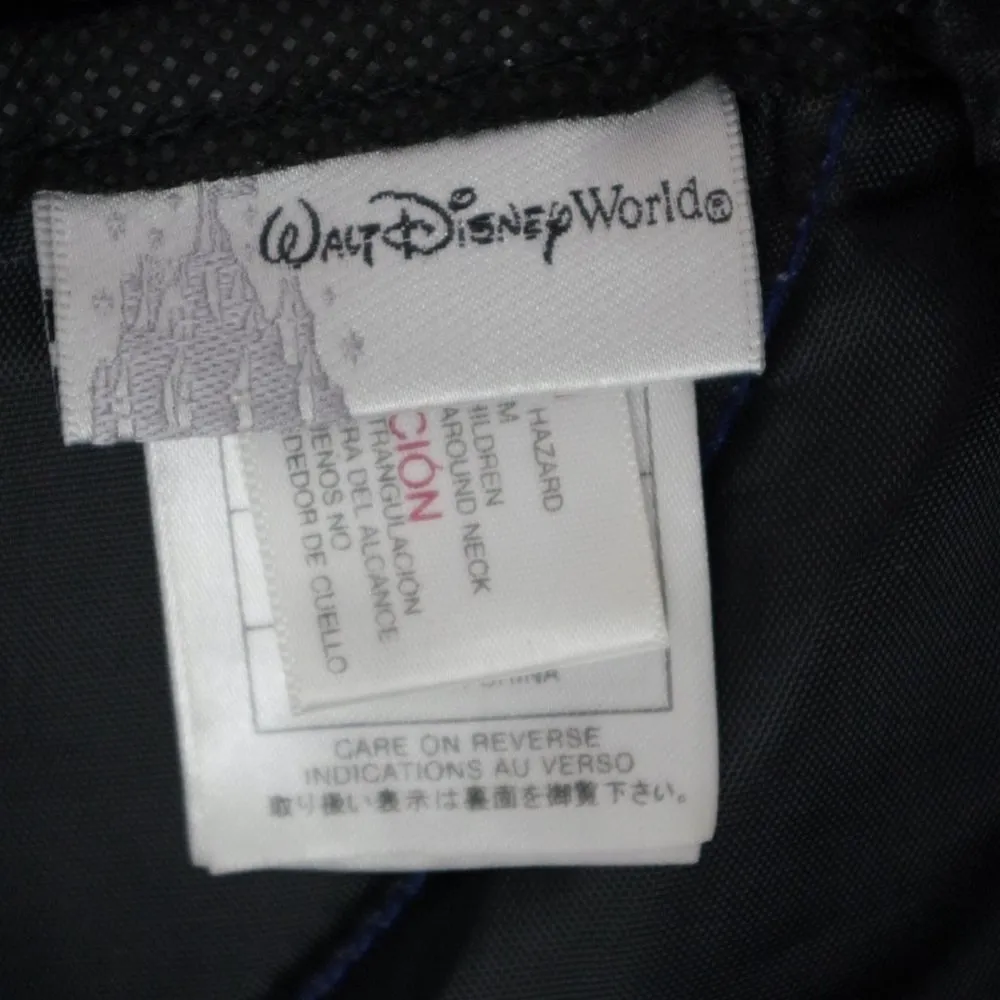 WALT DISNEY World®
HAZARD
M
HILDREN
AROUND NECK
CIÓN
TRANGULACIÓN
RA DEL ALCANCE
IENOS NO
DEDOR DE CUELLO
CHINA
CARE ON REVERSE
INDICATIONS AU VERSO
取り扱い表示は裏面を御覧下さい。